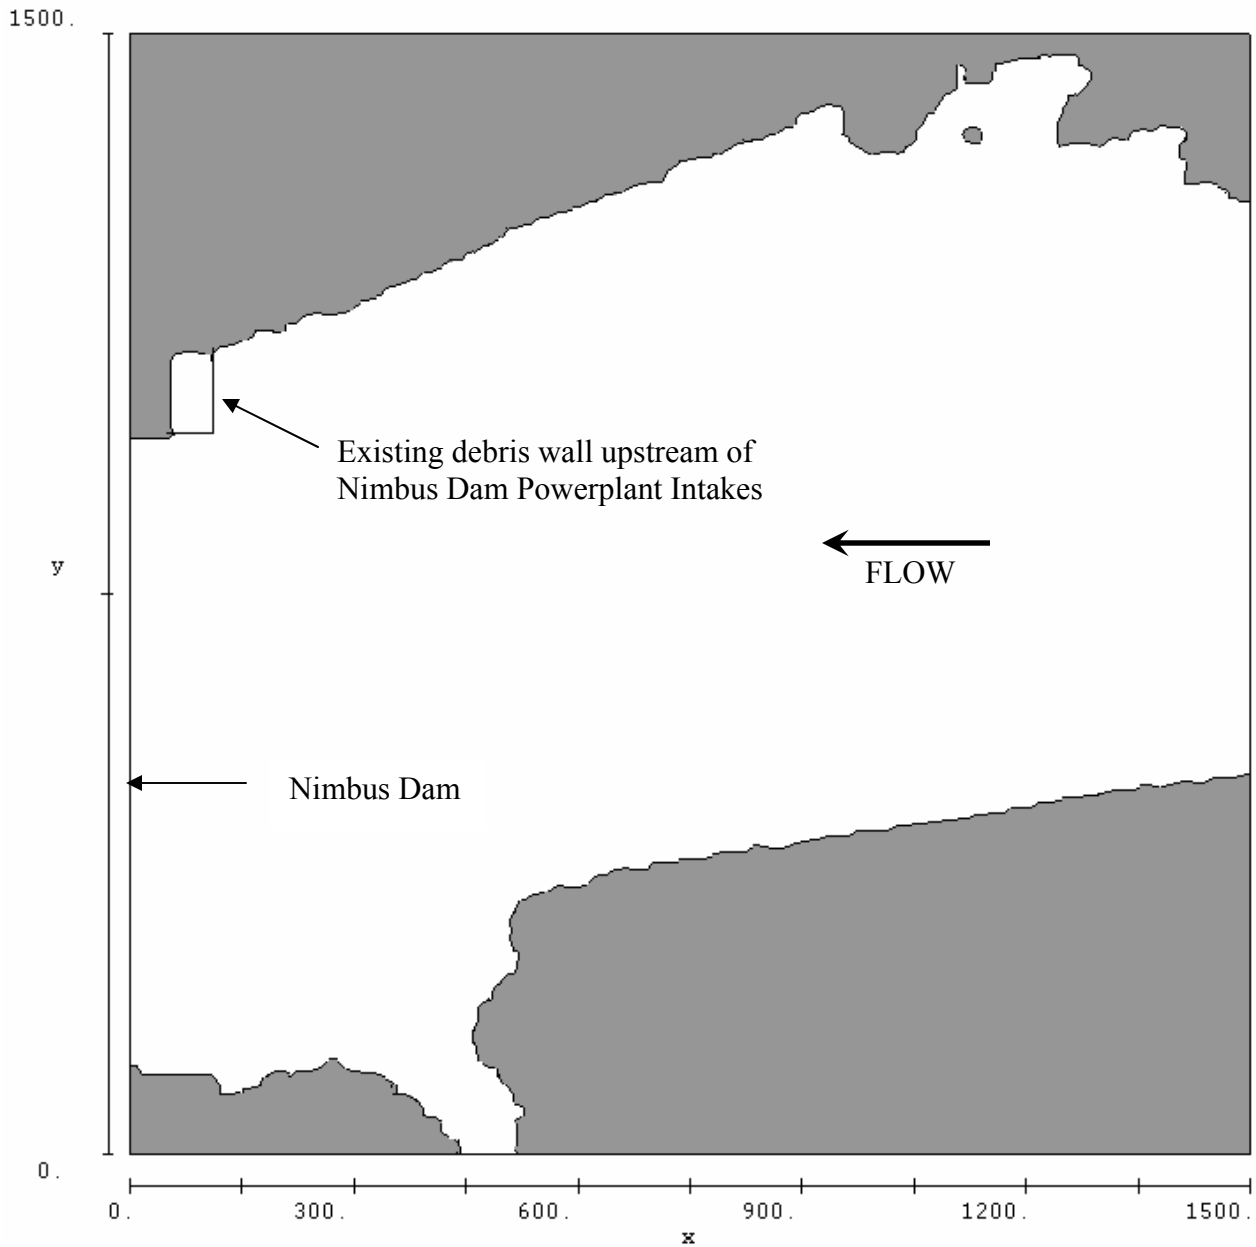 1500.
Existing debris wall upstream of
Nimbus Dam Powerplant Intakes
y
FLOW
Nimbus Dam
0.
0. 300. 600. 900. 1200. 1500.
x